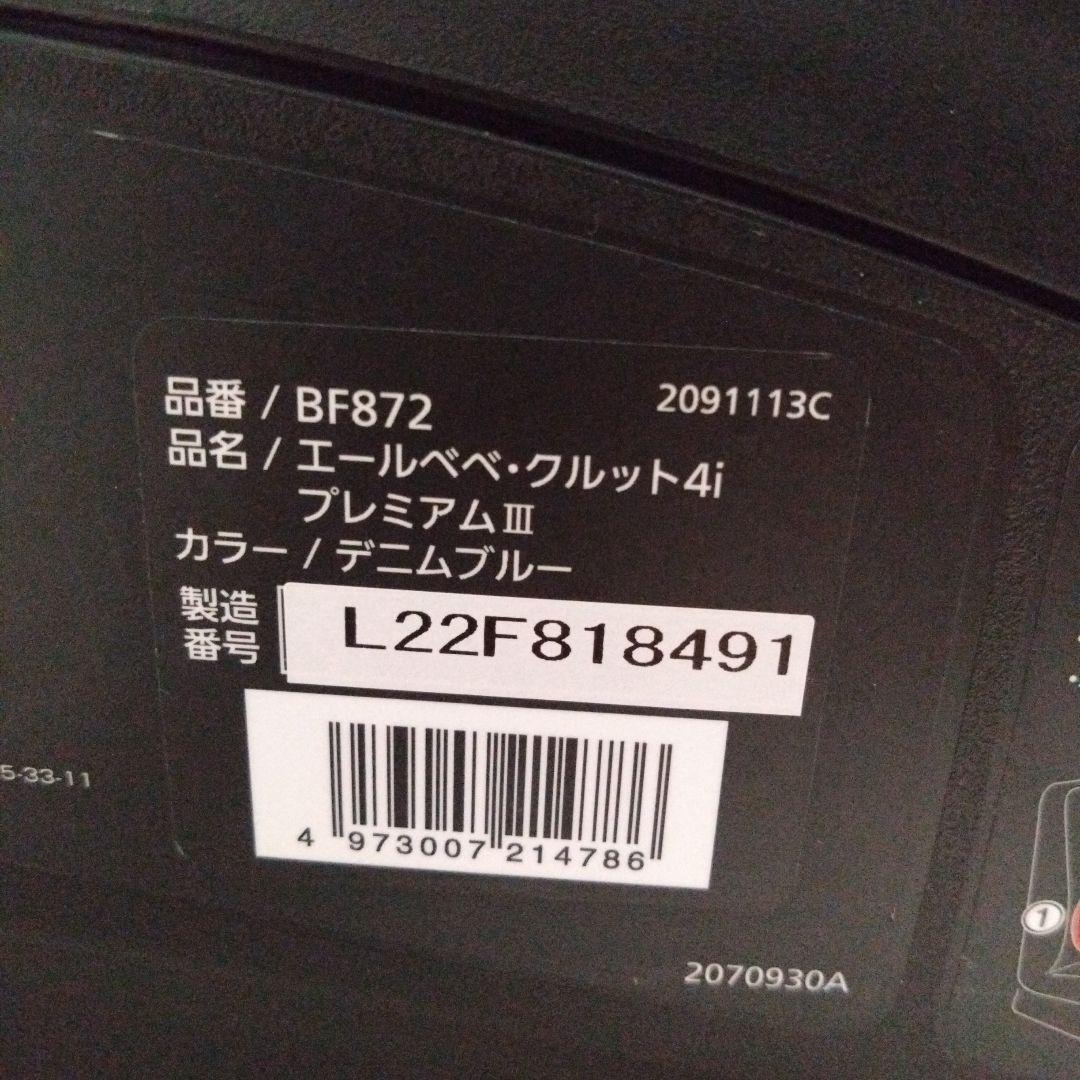 品番 / BF872
2091113C
品名 / エールベベ・クルット4i
プレミアムⅢ
カラー / デニムブルー
製造
番号
L22F818491
4 973007 214786
5-33-11
2070930A
1